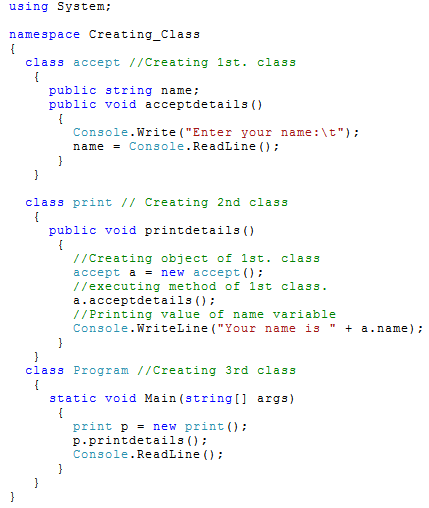 using System;

namespace Creating_Class
{
  class accept //Creating 1st. class
   {
     public string name;
     public void acceptdetails()
      {
        Console.Write("Enter your name:\t");
        name = Console.ReadLine();
      }
   }

  class print // Creating 2nd class
   {
     public void printdetails()
      {
        //Creating object of 1st. class
        accept a = new accept();
        //executing method of 1st class.
        a.acceptdetails();
        //Printing value of name variable
        Console.WriteLine("Your name is " + a.name);
      }
   }
  class Program //Creating 3rd class
   {
     static void Main(string[] args)
      {
        print p = new print();
        p.printdetails();
        Console.ReadLine();
      }
   }
}